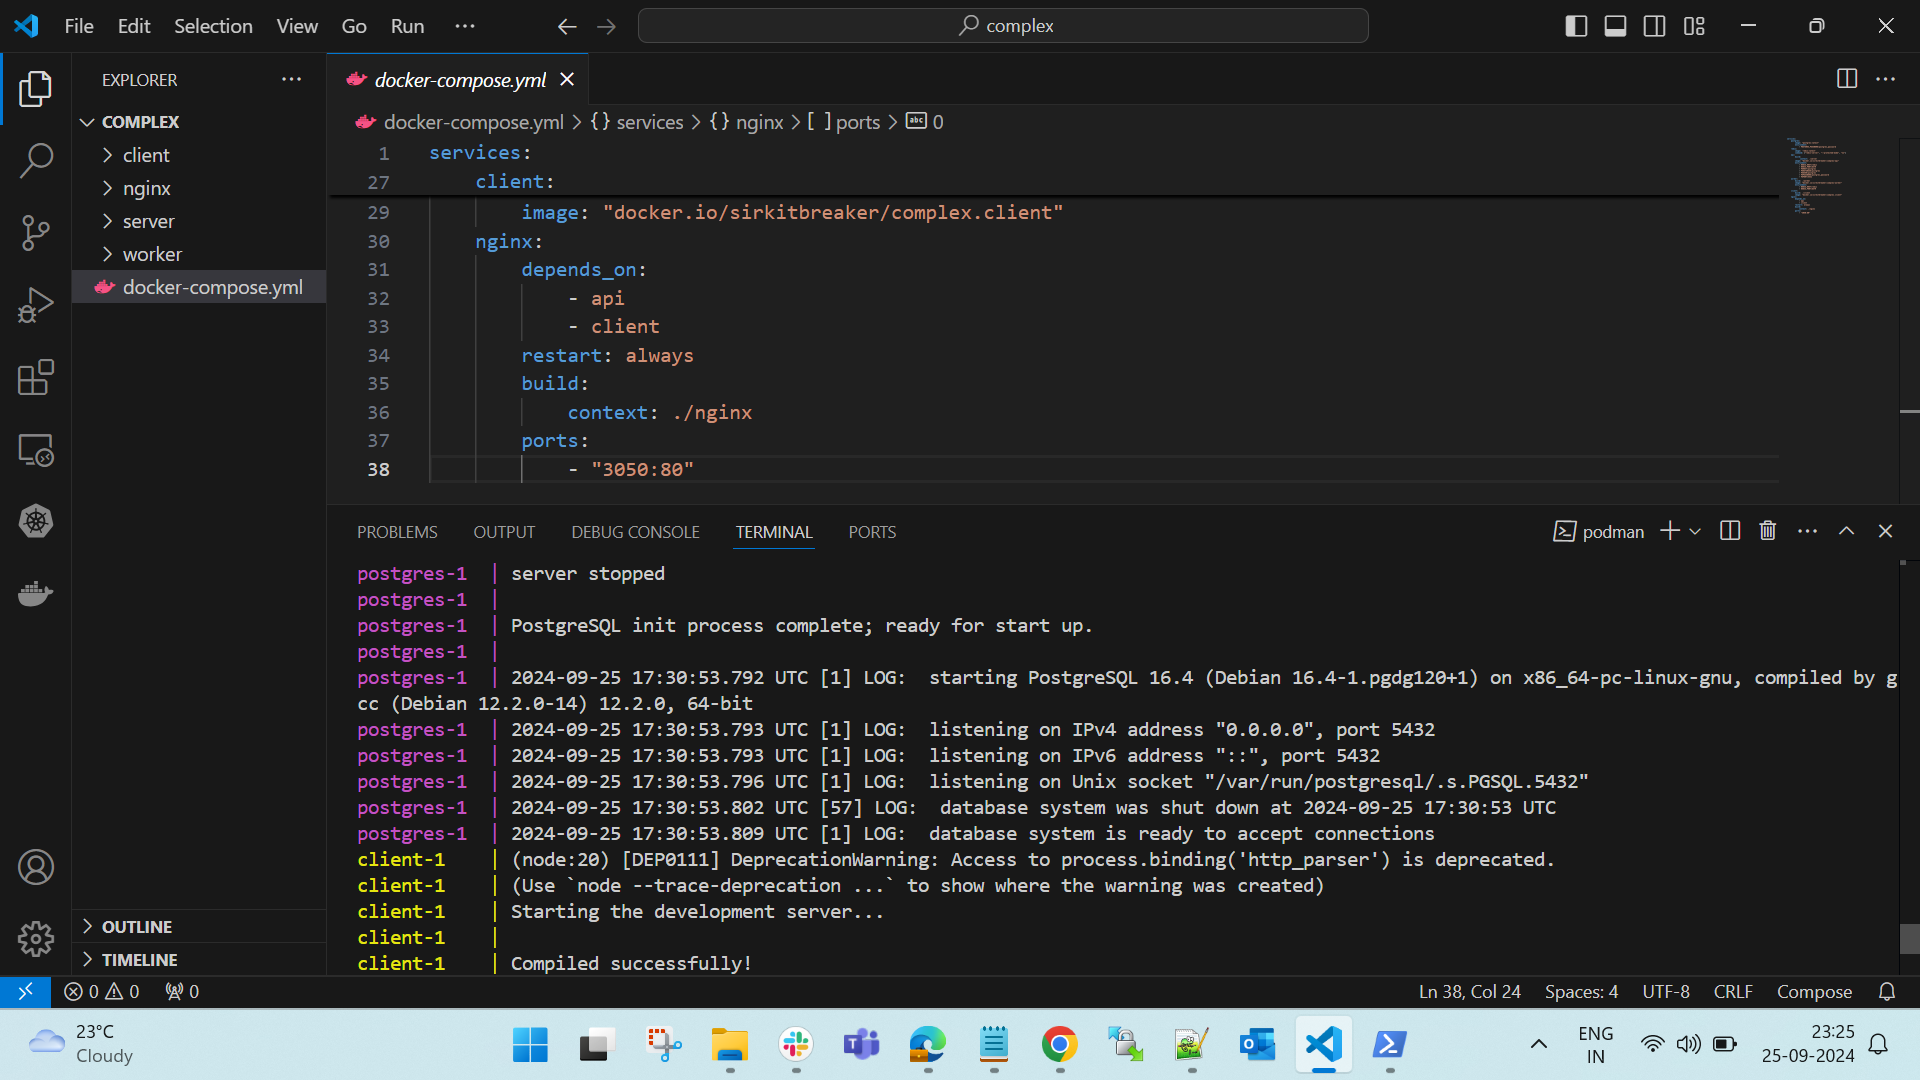 File Edit Selection View Go Run ··· complex
EXPLORER ···
docker-compose.yml
COMPLEX
client
nginx
server
worker
docker-compose.yml
docker-compose.yml > {} services > {} nginx > [ ] ports > abc 0
1 services:
27 client:
29 image: "docker.io/sirkitbreaker/complex.client"
30 nginx:
31 depends_on:
32 - api
33 - client
34 restart: always
35 build:
36 context: ./nginx
37 ports:
38 - "3050:80"
PROBLEMS OUTPUT DEBUG CONSOLE TERMINAL PORTS podman
postgres-1 | server stopped
postgres-1 |
postgres-1 | PostgreSQL init process complete; ready for start up.
postgres-1 |
postgres-1 | 2024-09-25 17:30:53.792 UTC [1] LOG:  starting PostgreSQL 16.4 (Debian 16.4-1.pgdg120+1) on x86_64-pc-linux-gnu, compiled by g
cc (Debian 12.2.0-14) 12.2.0, 64-bit
postgres-1 | 2024-09-25 17:30:53.793 UTC [1] LOG:  listening on IPv4 address "0.0.0.0", port 5432
postgres-1 | 2024-09-25 17:30:53.793 UTC [1] LOG:  listening on IPv6 address "::", port 5432
postgres-1 | 2024-09-25 17:30:53.796 UTC [1] LOG:  listening on Unix socket "/var/run/postgresql/.s.PGSQL.5432"
postgres-1 | 2024-09-25 17:30:53.802 UTC [57] LOG:  database system was shut down at 2024-09-25 17:30:53 UTC
postgres-1 | 2024-09-25 17:30:53.809 UTC [1] LOG:  database system is ready to accept connections
client-1 | (node:20) [DEP0111] DeprecationWarning: Access to process.binding('http_parser') is deprecated.
client-1 | (Use `node --trace-deprecation ...` to show where the warning was created)
client-1 | Starting the development server...
client-1 |
client-1 | Compiled successfully!
OUTLINE
TIMELINE
0 0 0 Ln 38, Col 24 Spaces: 4 UTF-8 CRLF Compose
23°C
Cloudy
ENG
IN
23:25
25-09-2024